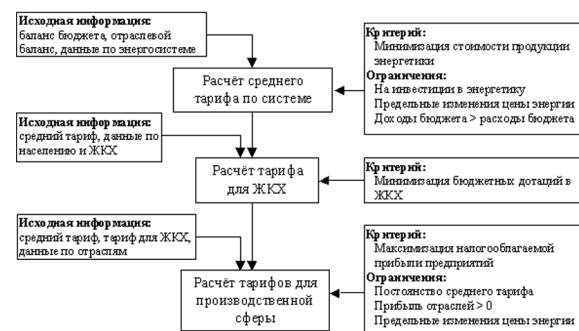 Исходная информация:
баланс бюджета, отраслевой
баланс, данные по энергосистеме
Критерий:
Минимизация стоимости продукции
энергетики
Ограничения:
На инвестиции в энергетику
Предельные изменения цены энергии
Доходы бюджета > расходы бюджета
Расчёт среднего
тарифа по системе
Исходная информация:
средний тариф, данные по
населению и ЖКХ
Расчёт тарифа
для ЖКХ
Критерий:
Минимизация бюджетных дотаций в
ЖКХ
Исходная информация:
средний тариф, тариф для ЖКХ,
данные по отраслям
Критерий:
Максимизация налогооблагаемой
прибыли предприятий
Ограничения:
Постоянство среднего тарифа
Прибыль отраслей > 0
Предельные изменения цены энергии
Расчёт тарифов для
производственной
сферы